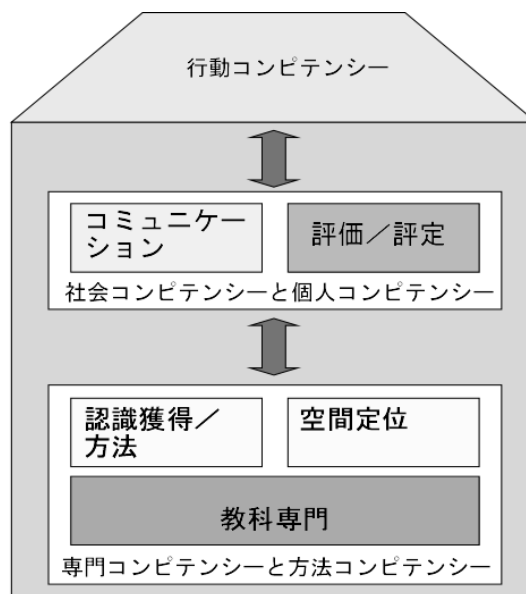 行動コンピテンシー
コミュニケー
ション
評価／評定
社会コンピテンシーと個人コンピテンシー
認識獲得／
方法
空間定位
教科専門
専門コンピテンシーと方法コンピテンシー